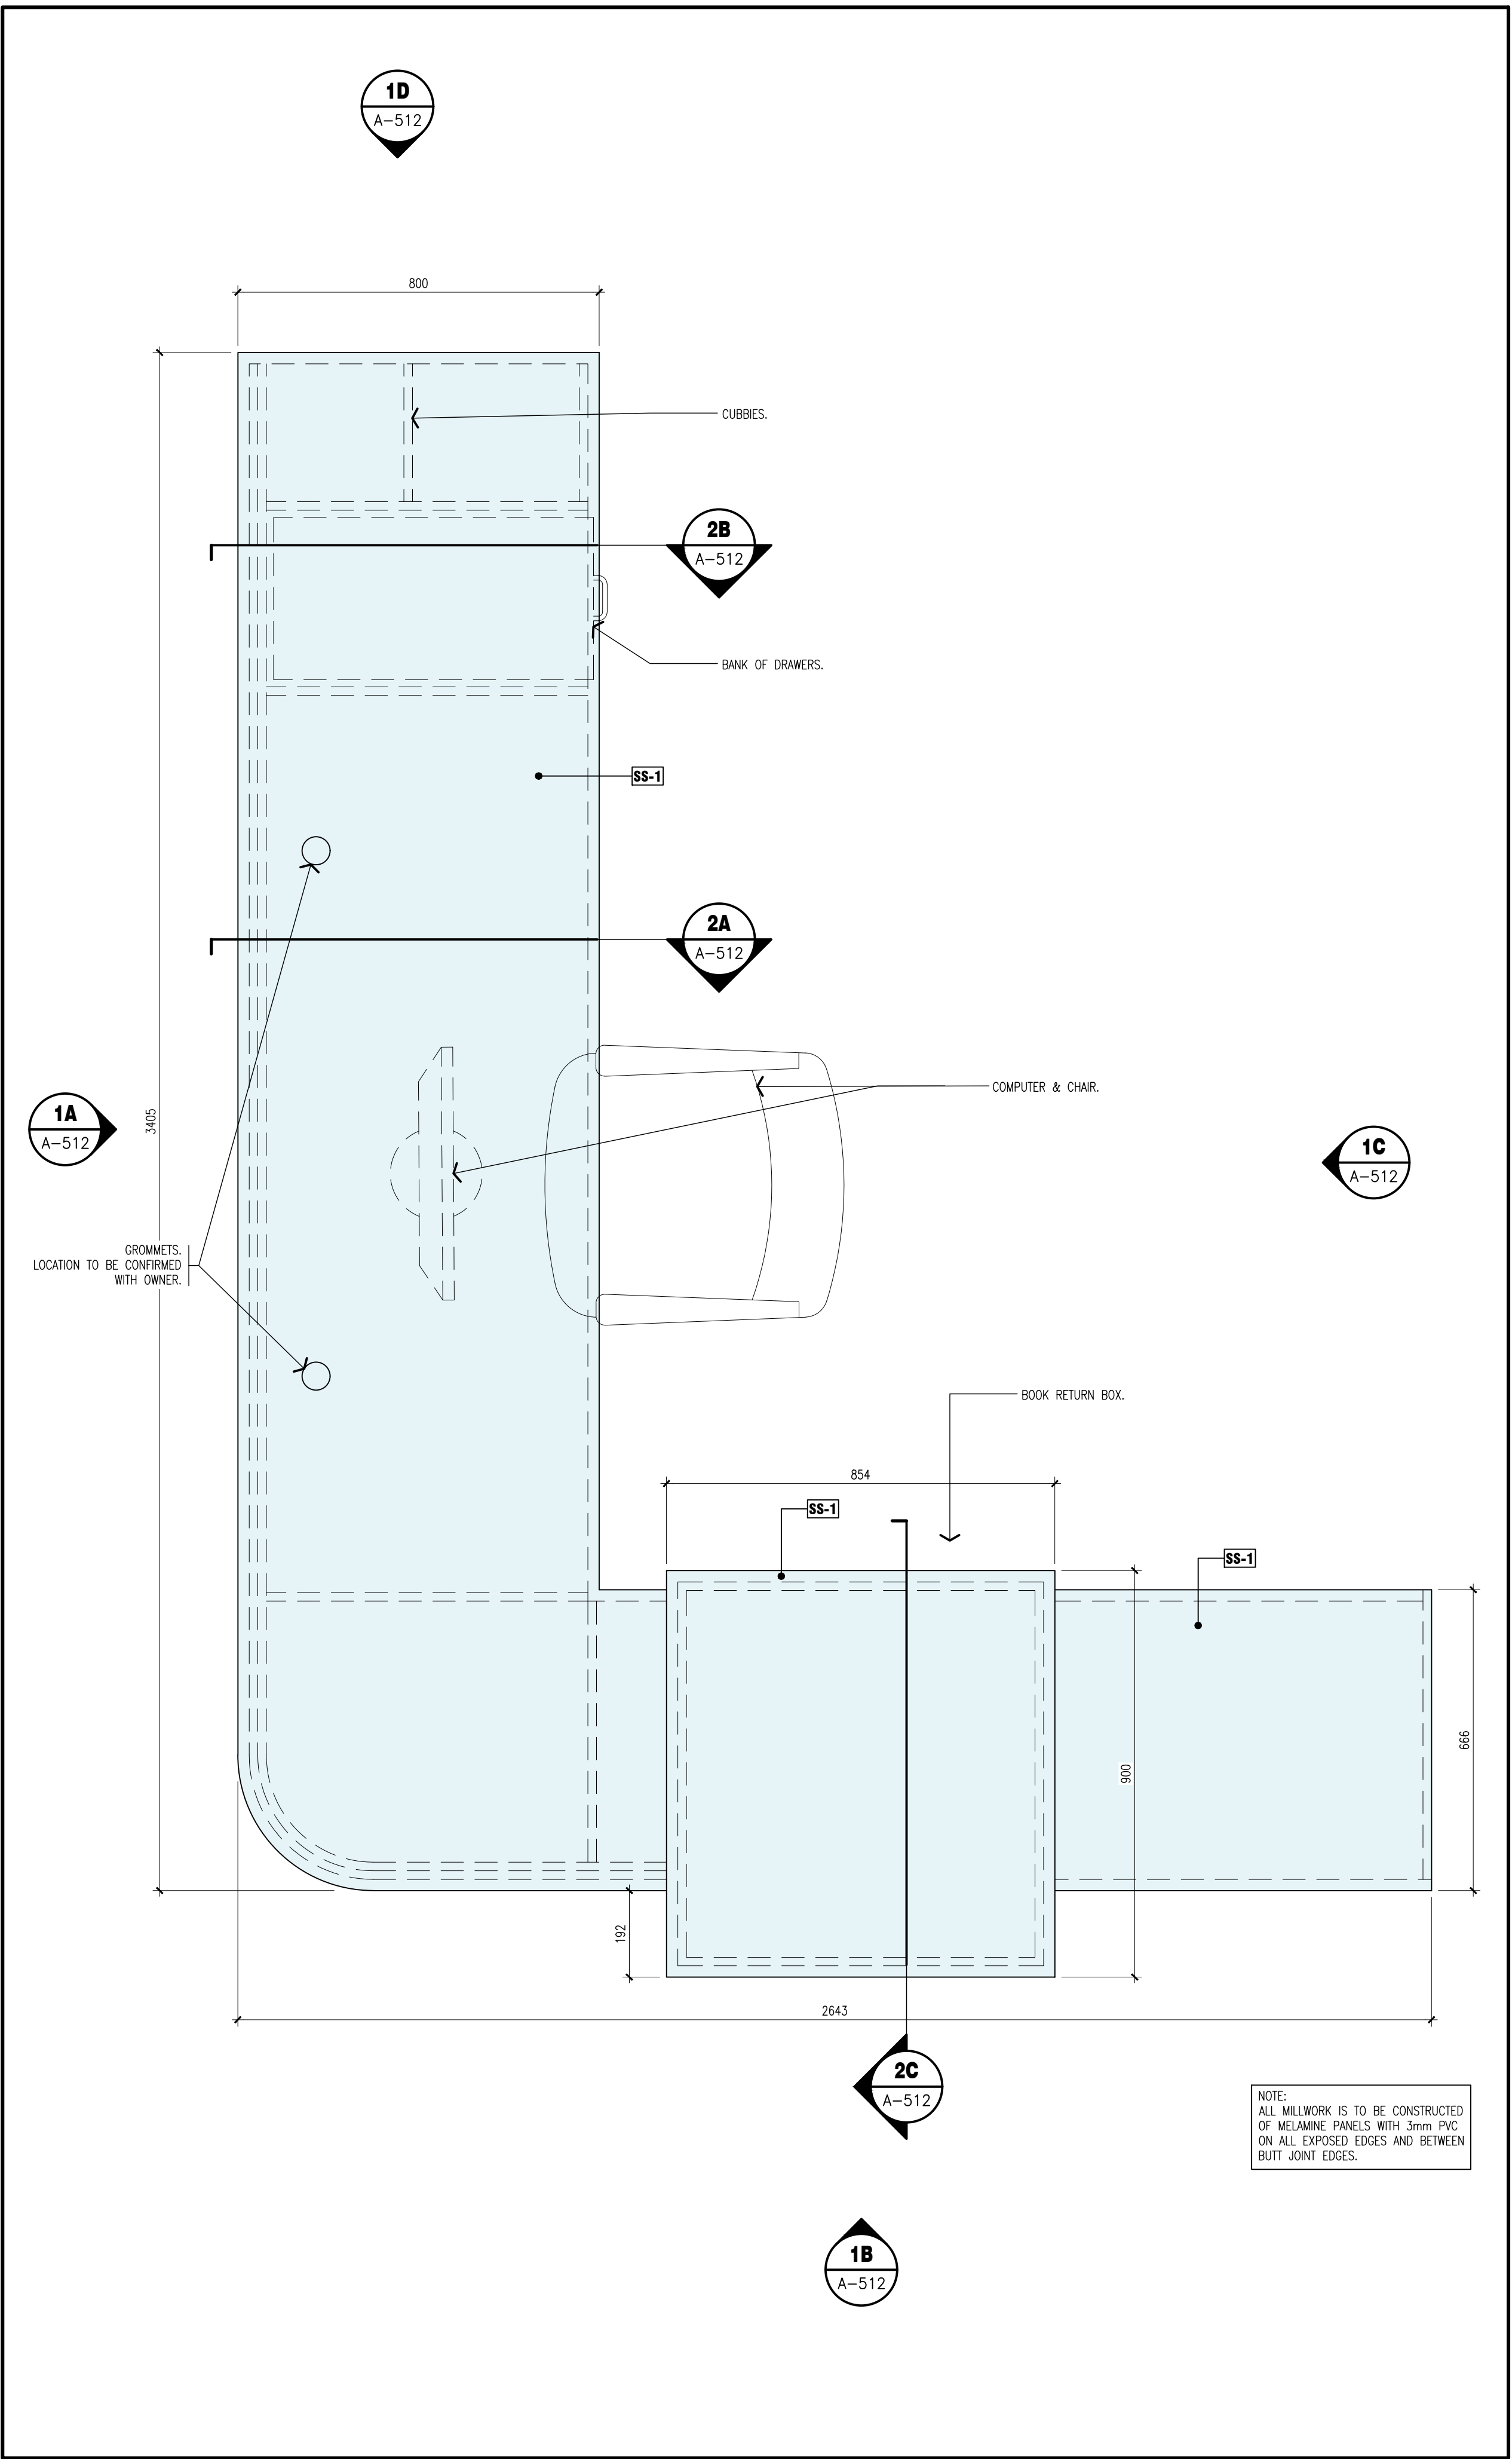 1D
A-512
800
CUBBIES.
2B
A-512
BANK OF DRAWERS.
SS-1
2A
A-512
COMPUTER & CHAIR.
1A
A-512
3405
1C
A-512
GROMMETS.
LOCATION TO BE CONFIRMED
WITH OWNER.
BOOK RETURN BOX.
854
SS-1
SS-1
666
900
192
2643
2C
A-512
NOTE:
ALL MILLWORK IS TO BE CONSTRUCTED
OF MELAMINE PANELS WITH 3mm PVC
ON ALL EXPOSED EDGES AND BETWEEN
BUTT JOINT EDGES.
1B
A-512